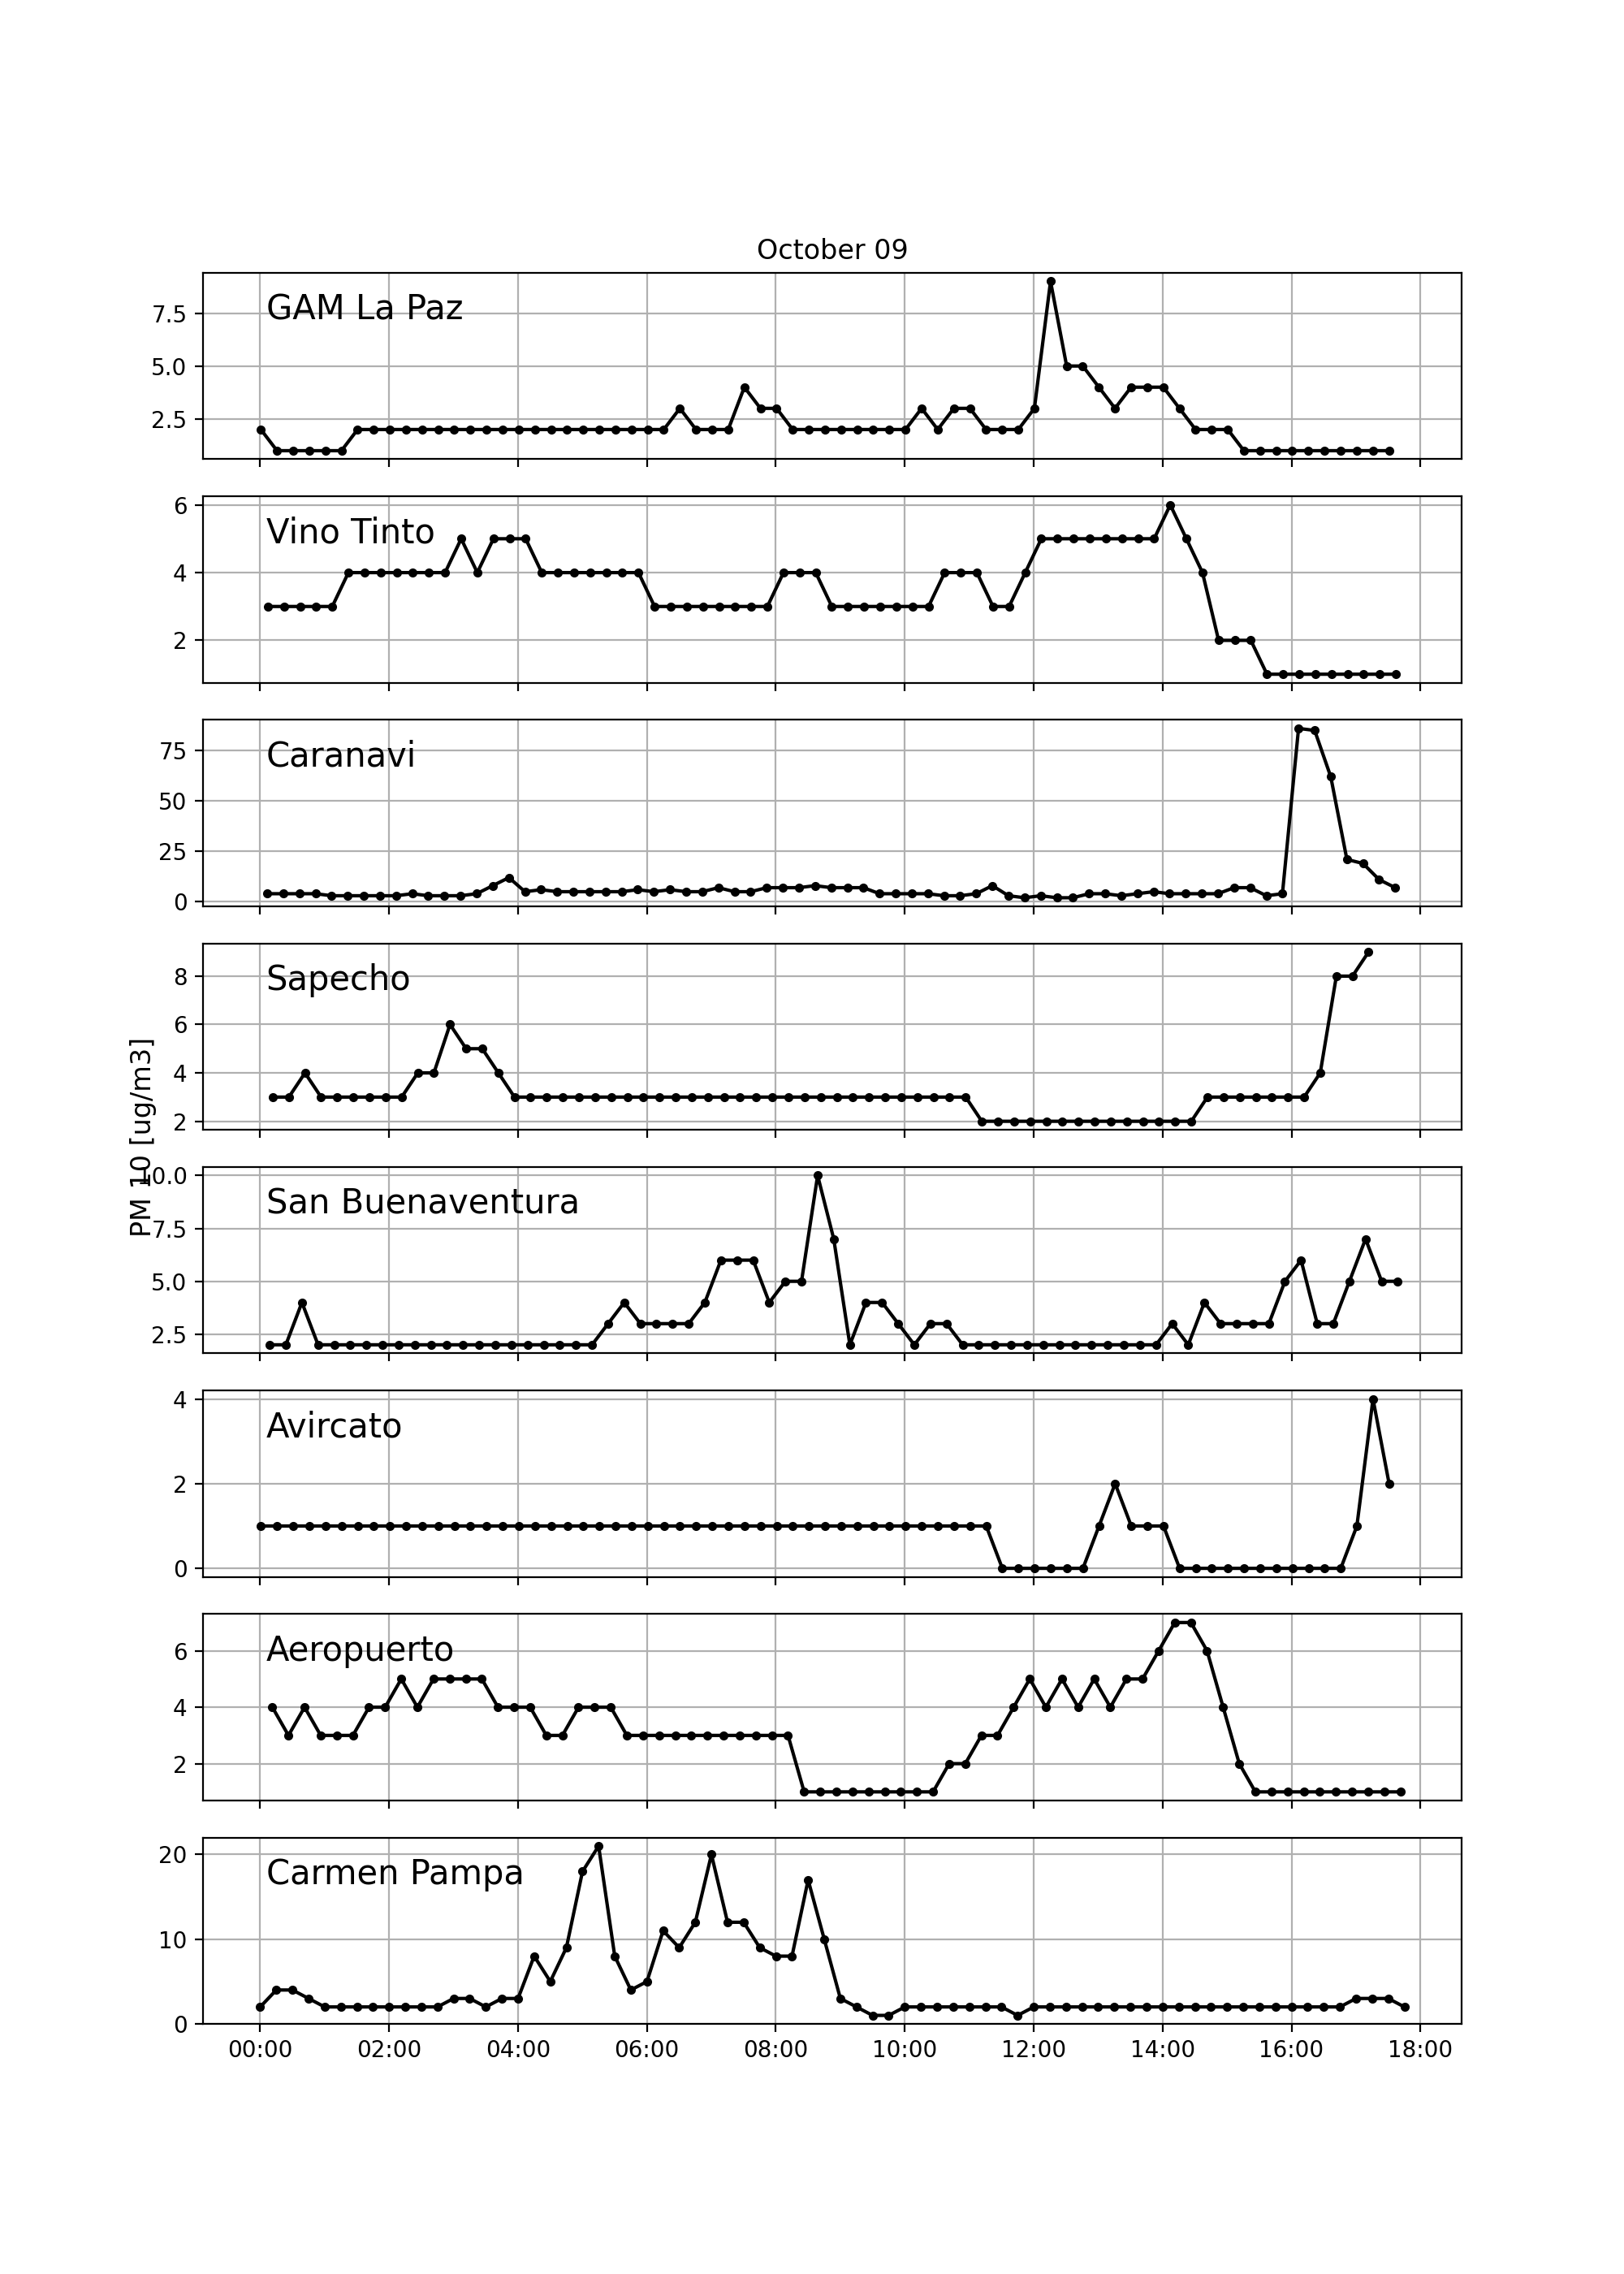 October 09
GAM La Paz
7.5
5.0
2.5
Vino Tinto
6
4
2
Caranavi
75
50
25
0
Sapecho
8
6
4
2
PM 10 [ug/m3]
San Buenaventura
10.0
7.5
5.0
2.5
Avircato
4
2
0
Aeropuerto
6
4
2
Carmen Pampa
20
10
0
00:00 02:00 04:00 06:00 08:00 10:00 12:00 14:00 16:00 18:00